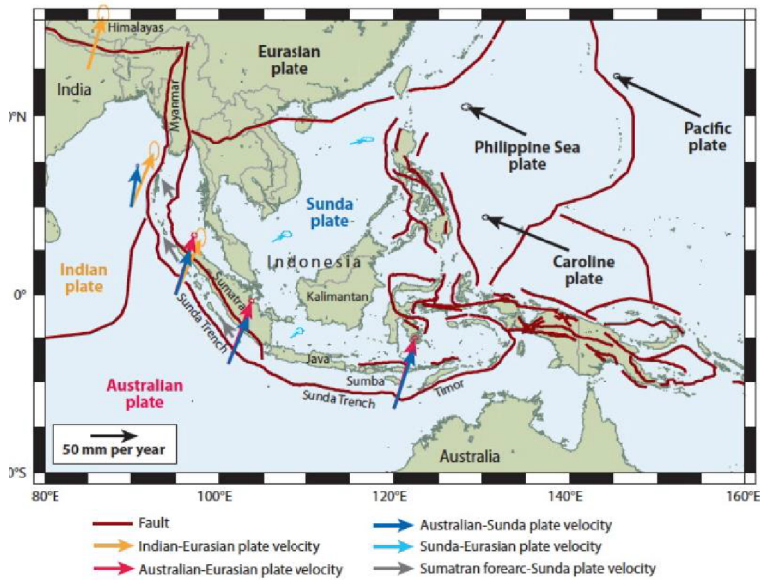 Himalayas
Eurasian
plate
India
Myanmar
'0°N
Philippine Sea
plate
Pacific
plate
Sunda
plate
Indonesia
Caroline
plate
Indian
plate
0°
Sumatra
Kalimantan
Sunda Trench
Java
Australian
plate
Sumba
Timor
Sunda Trench
50 mm per year
Australia
0°S
80°E
100°E
120°E
140°E
160°E
Fault
Indian-Eurasian plate velocity
Australian-Eurasian plate velocity
Australian-Sunda plate velocity
Sunda-Eurasian plate velocity
Sumatran forearc-Sunda plate velocity